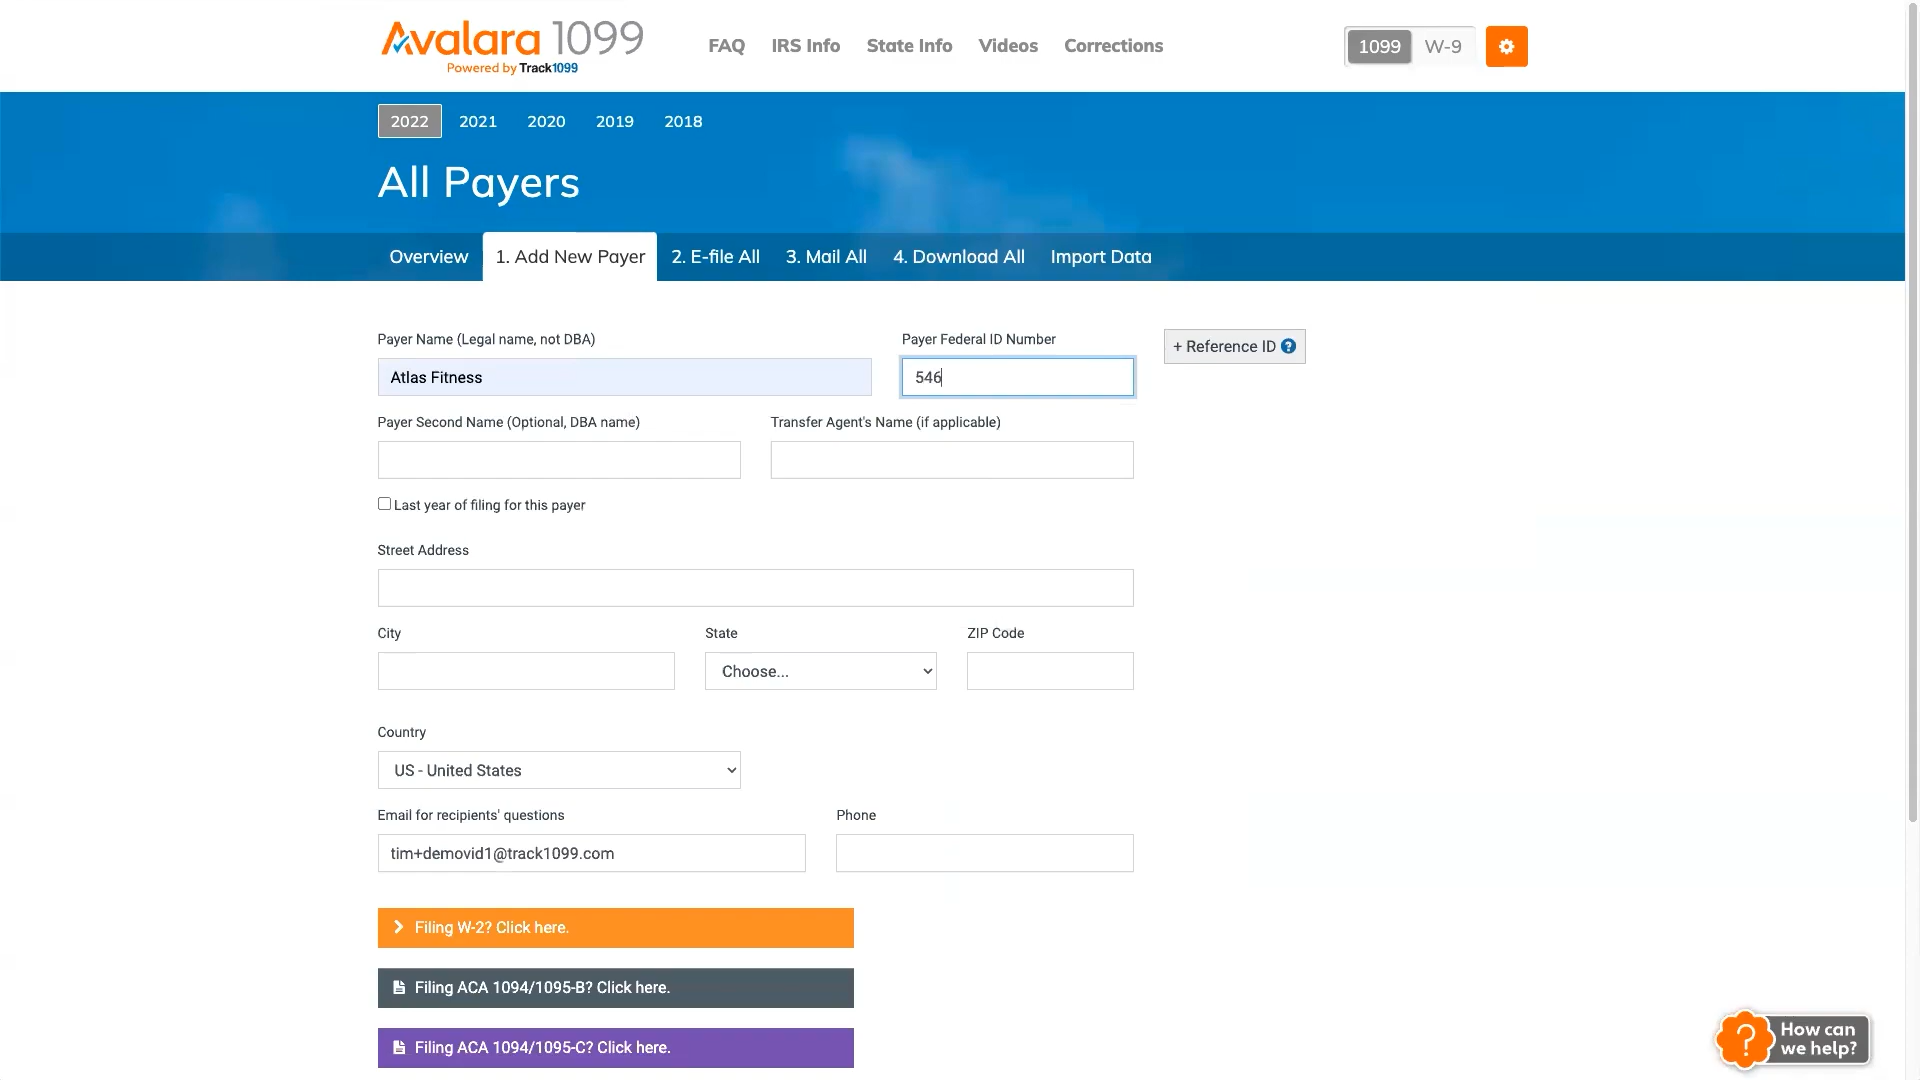 Avalara 1099
Powered by Track1099
FAQ IRS Info State Info Videos Corrections
1099 W-9
2022 2021 2020 2019 2018
All Payers
Overview 1. Add New Payer 2. E-file All 3. Mail All 4. Download All Import Data
Payer Name (Legal name, not DBA) Payer Federal ID Number
+ Reference ID ?
Atlas Fitness 546
Payer Second Name (Optional, DBA name) Transfer Agent's Name (if applicable)
Last year of filing for this payer
Street Address
City State ZIP Code
Choose...
Country
US - United States
Email for recipients' questions Phone
tim+demovid1@track1099.com
Filing W-2? Click here.
Filing ACA 1094/1095-B? Click here.
Filing ACA 1094/1095-C? Click here.
? How can
we help?